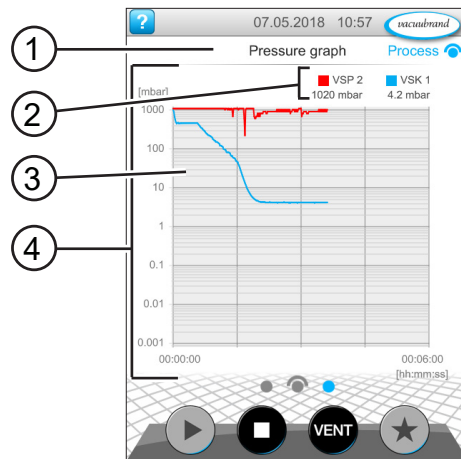 ?
07.05.2018 10:57 vacuubrand
1 Pressure graph Process
2 VSP 2 VSK 1
1020 mbar 4.2 mbar
[mbar]
1000
100
3
10
4
1
0.1
0.01
0.001
00:00:00 00:06:00
[hh:mm:ss]
VENT